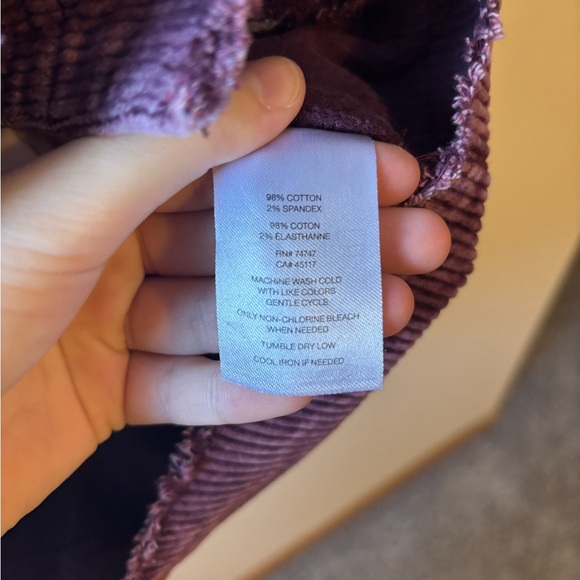 98% COTTON
2% SPANDEX
98% COTON
2% ÉLASTHANNE
RN# 74747
CA# 45117
MACHINE WASH COLD
WITH LIKE COLORS
GENTLE CYCLE
ONLY NON-CHLORINE BLEACH
WHEN NEEDED
TUMBLE DRY LOW
COOL IRON IF NEEDED